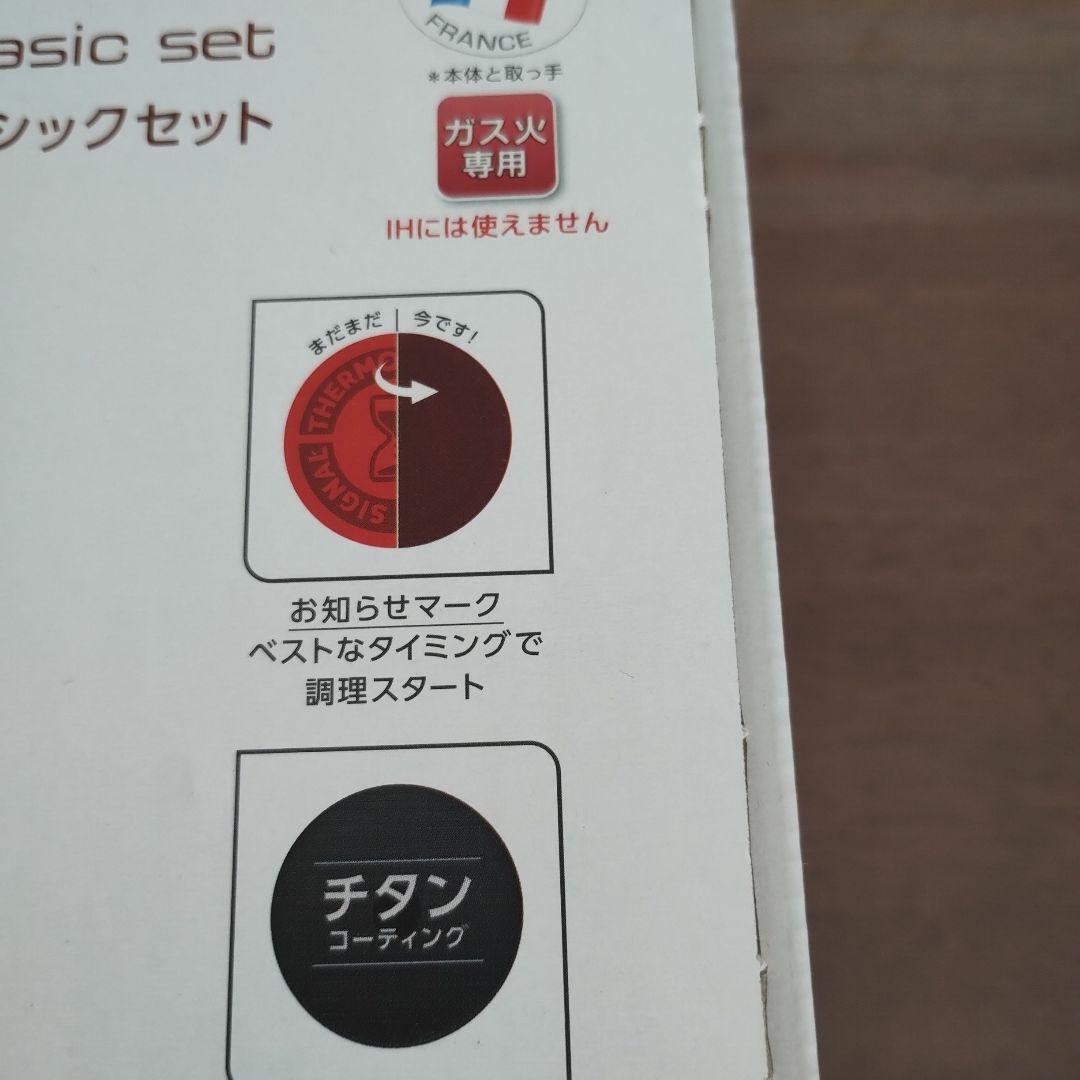 asic set
シックセット
FRANCE
*本体と取っ手
ガス火
専用
IHには使えません
まだまだ 今です!
THERMO
SIGNAL
お知らせマーク
ベストなタイミングで
調理スタート
チタン
コーティング